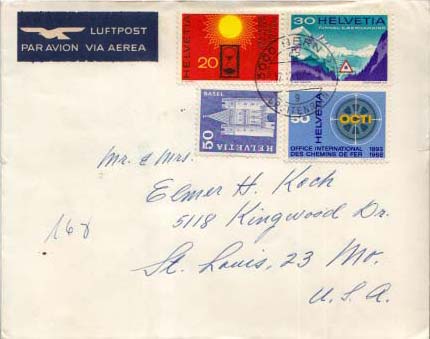 LUFTPOST
PAR AVION VIA AEREA
HELVETIA
20
30 HELVETIA
BERN
BASEL
50
HELVETIA
50
HELVETIA
OCTI
OFFICE INTERNATIONAL 1893
DES CHEMINS DE FER 1968
Mr. & Mrs.
Elmer H. Koch
5118 Kingwood Dr.
St. Louis, 23 Mo.
U.S.A.